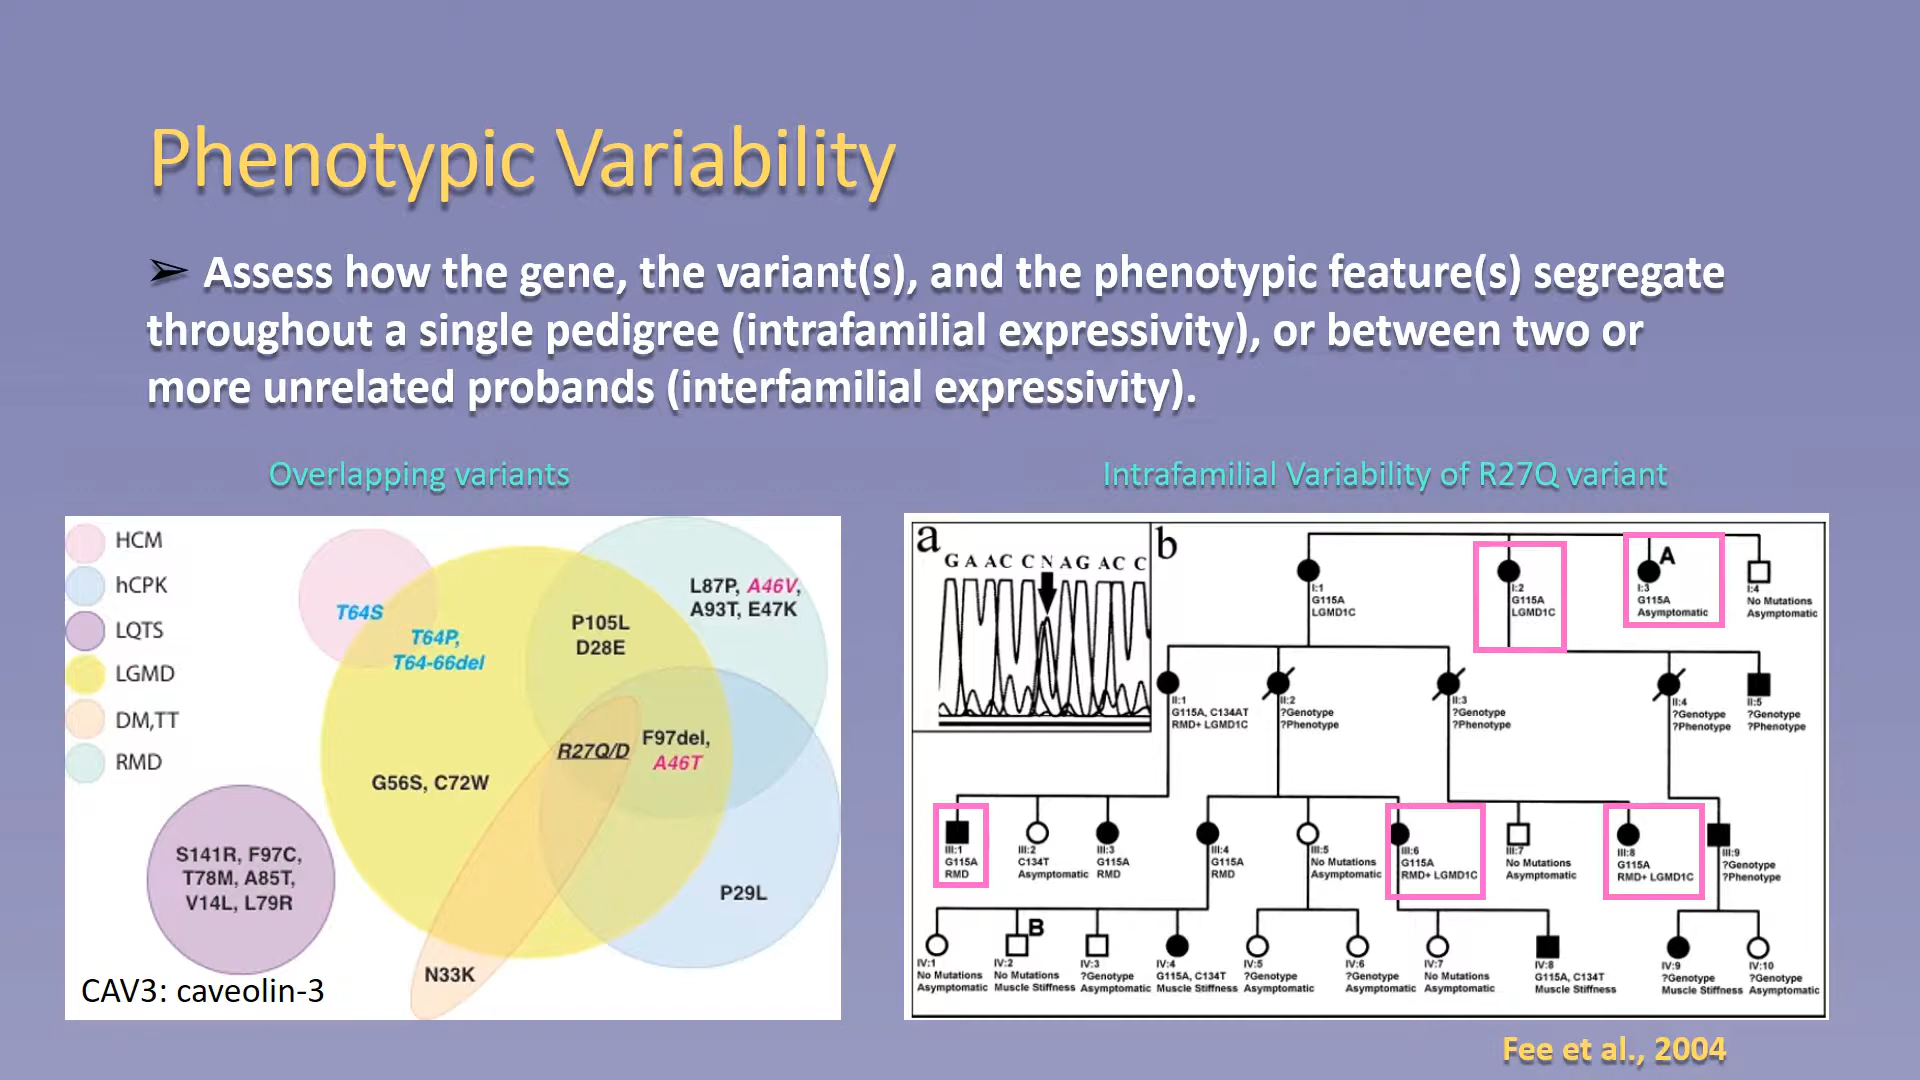 Phenotypic Variability
➢ Assess how the gene, the variant(s), and the phenotypic feature(s) segregate
throughout a single pedigree (intrafamilial expressivity), or between two or
more unrelated probands (interfamilial expressivity).
Overlapping variants
HCM
hCPK
LQTS
LGMD
DM,TT
RMD
T64S
T64P,
T64-66del
P105L
D28E
L87P, A46V,
A93T, E47K
R27Q/D
F97del,
A46T
G56S, C72W
S141R, F97C,
T78M, A85T,
V14L, L79R
P29L
N33K
CAV3: caveolin-3
Intrafamilial Variability of R27Q variant
a
G A A C C N A G A C C
b
I:1
G115A
LGMD1C
I:2
G115A
LGMD1C
A
I:3
G115A
Asymptomatic
I:4
No Mutations
Asymptomatic
II:1
G115A, C134AT
RMD+ LGMD1C
II:2
?Genotype
?Phenotype
II:3
?Genotype
?Phenotype
II:4
?Genotype
?Phenotype
II:5
?Genotype
?Phenotype
III:1
G115A
RMD
III:2
C134T
Asymptomatic
III:3
G115A
RMD
III:4
G115A
RMD
III:5
No Mutations
Asymptomatic
III:6
G115A
RMD+ LGMD1C
III:7
No Mutations
Asymptomatic
III:8
G115A
RMD+ LGMD1C
III:9
?Genotype
?Phenotype
IV:1
No Mutations
Asymptomatic
B
IV:2
No Mutations
Muscle Stiffness
IV:3
?Genotype
Asymptomatic
IV:4
G115A, C134T
Muscle Stiffness
IV:5
?Genotype
Asymptomatic
IV:6
?Genotype
Asymptomatic
IV:7
No Mutations
Asymptomatic
IV:8
G115A, C134T
Muscle Stiffness
IV:9
?Genotype
Muscle Stiffness
IV:10
?Genotype
Asymptomatic
Fee et al., 2004